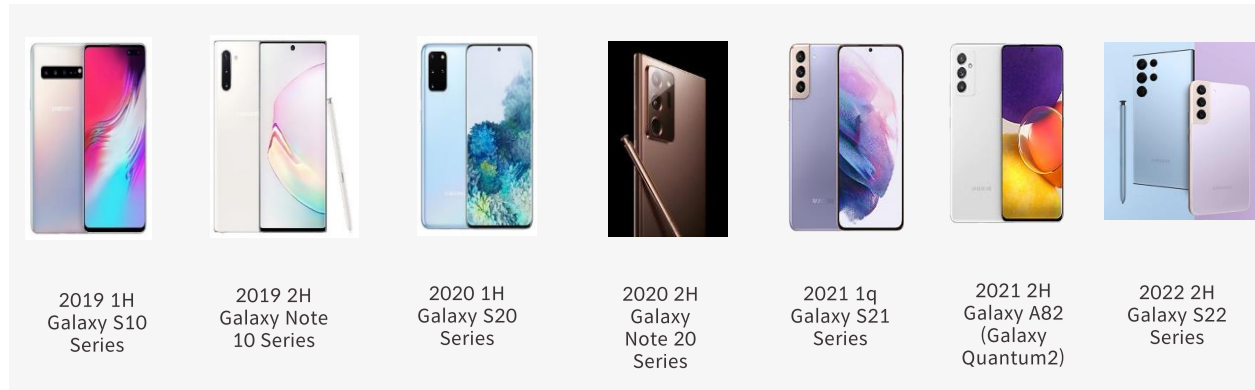 2019 1H
Galaxy S10
Series
2019 2H
Galaxy Note
10 Series
2020 1H
Galaxy S20
Series
2020 2H
Galaxy
Note 20
Series
2021 1q
Galaxy S21
Series
2021 2H
Galaxy A82
(Galaxy
Quantum2)
2022 2H
Galaxy S22
Series